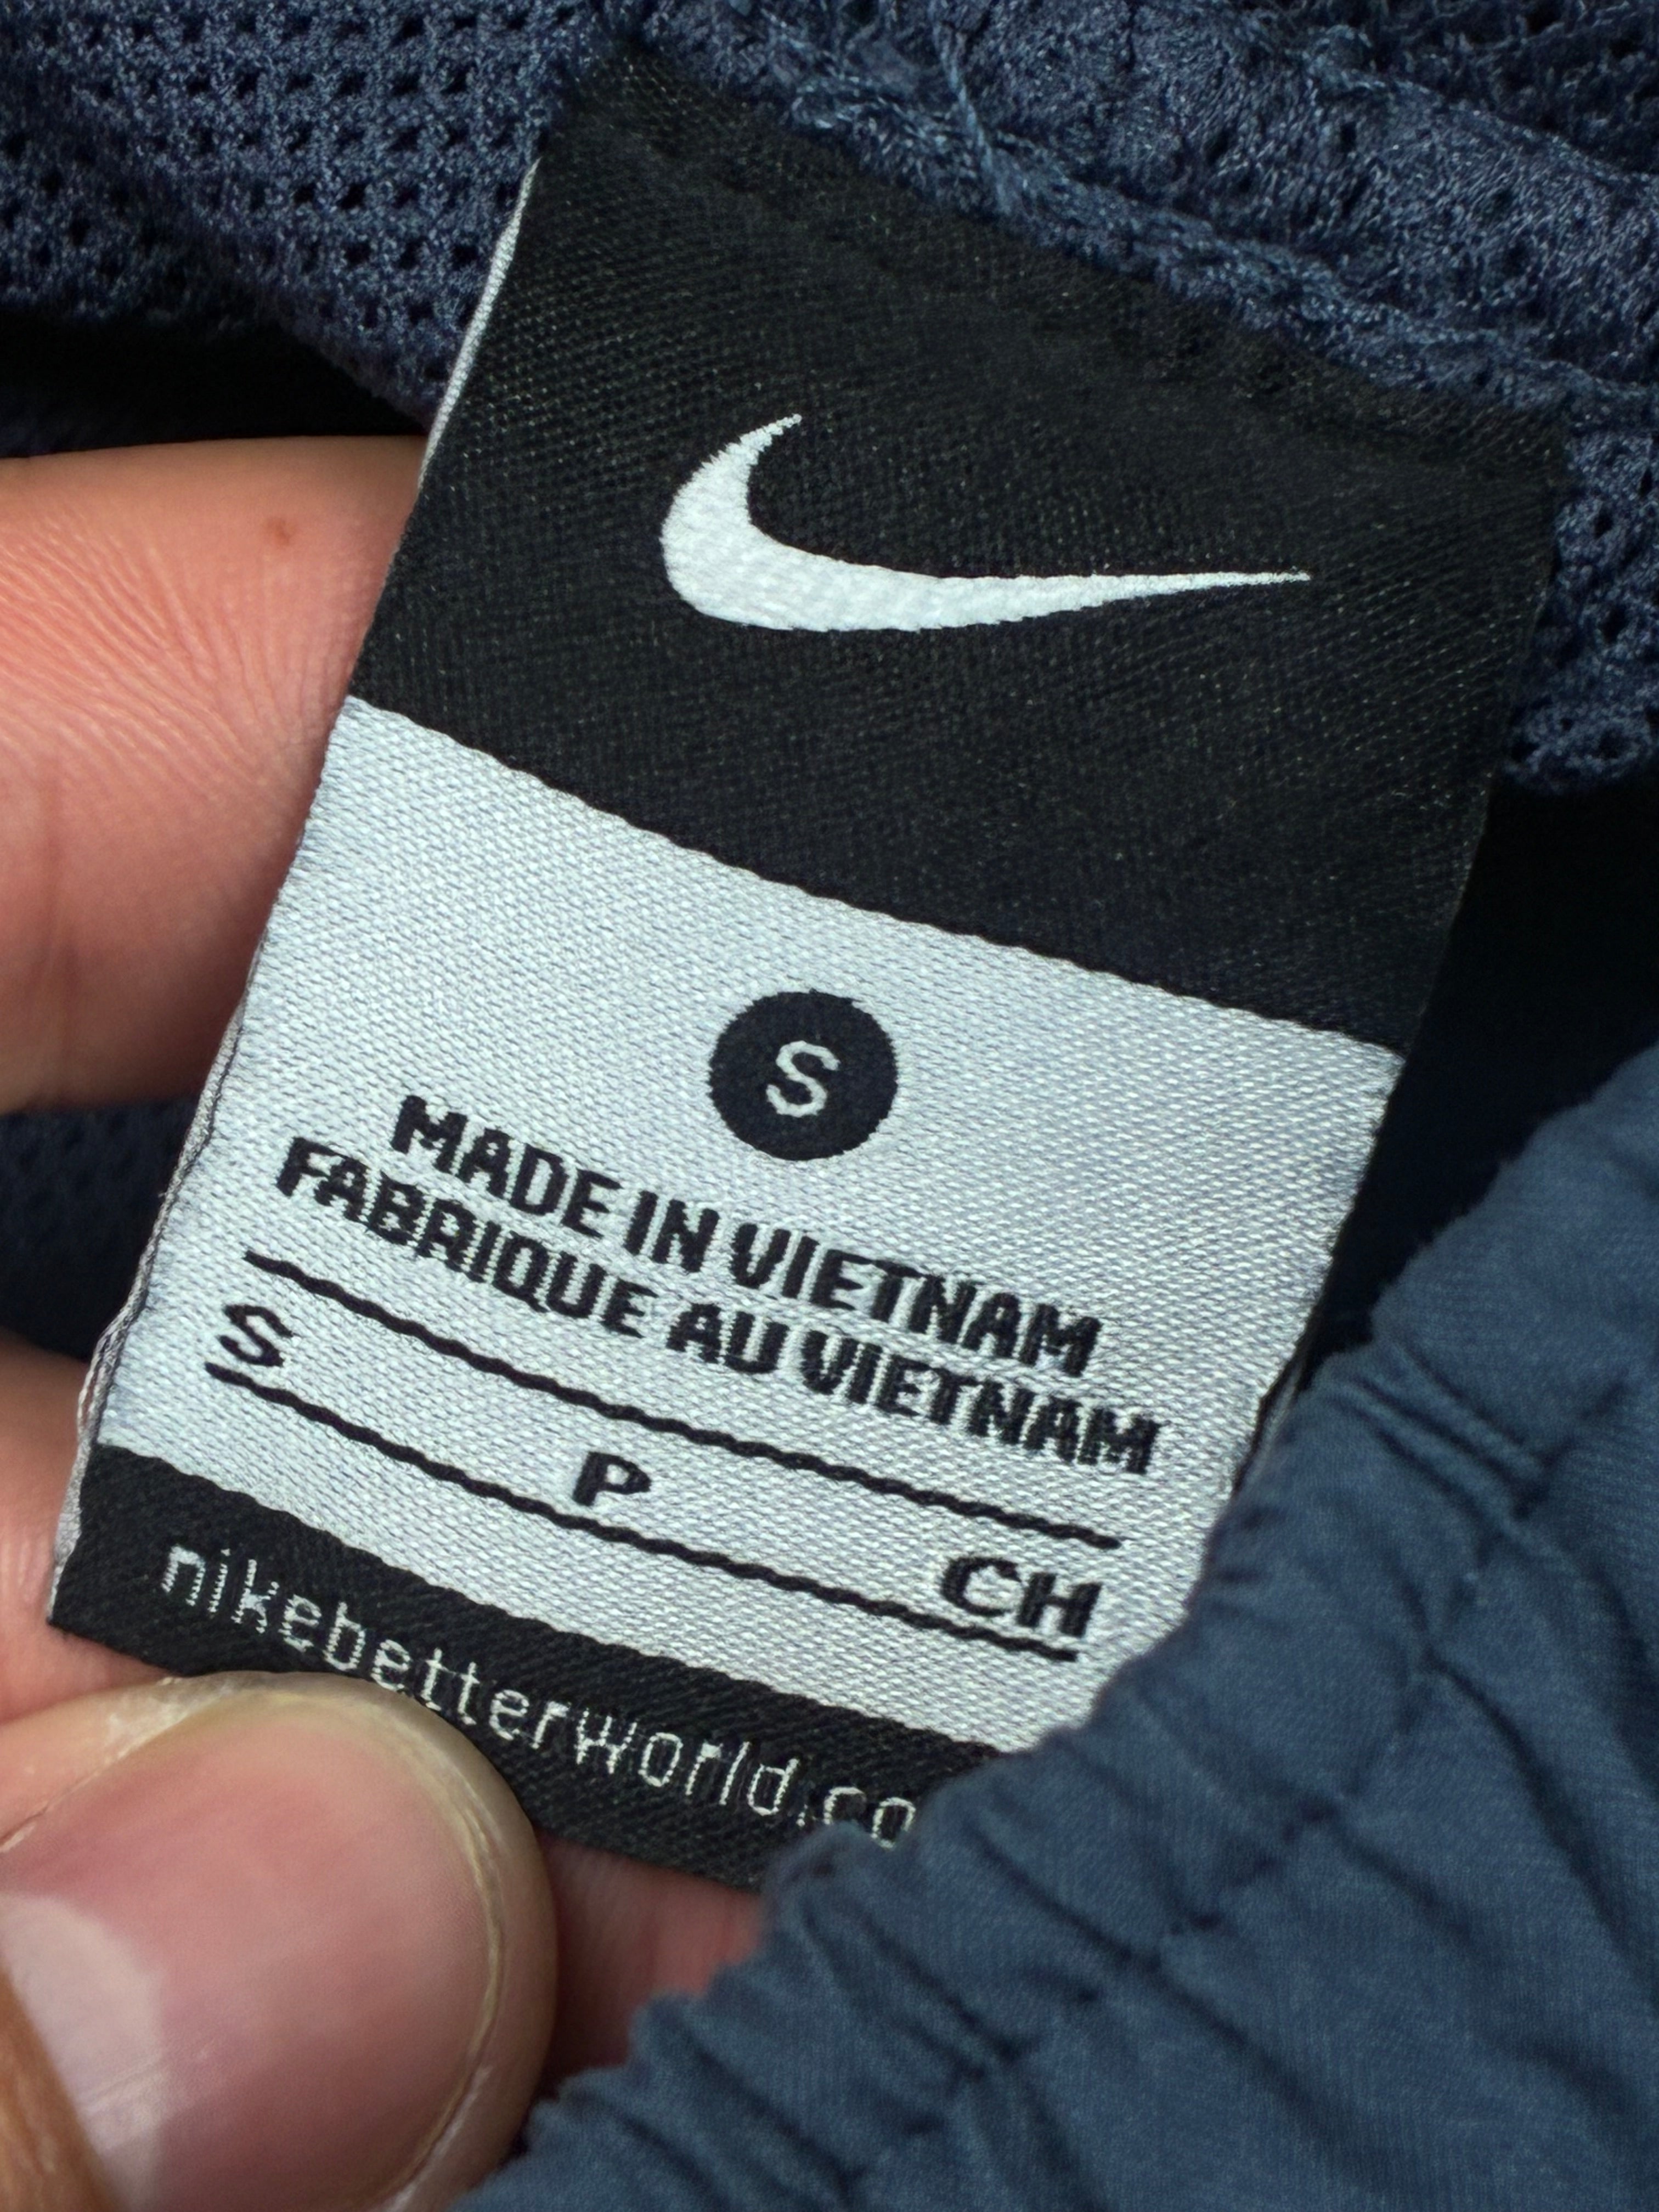 S
MADE IN VIETNAM
FABRIQUE AU VIETNAM
S P CH
nikebetterworld.co